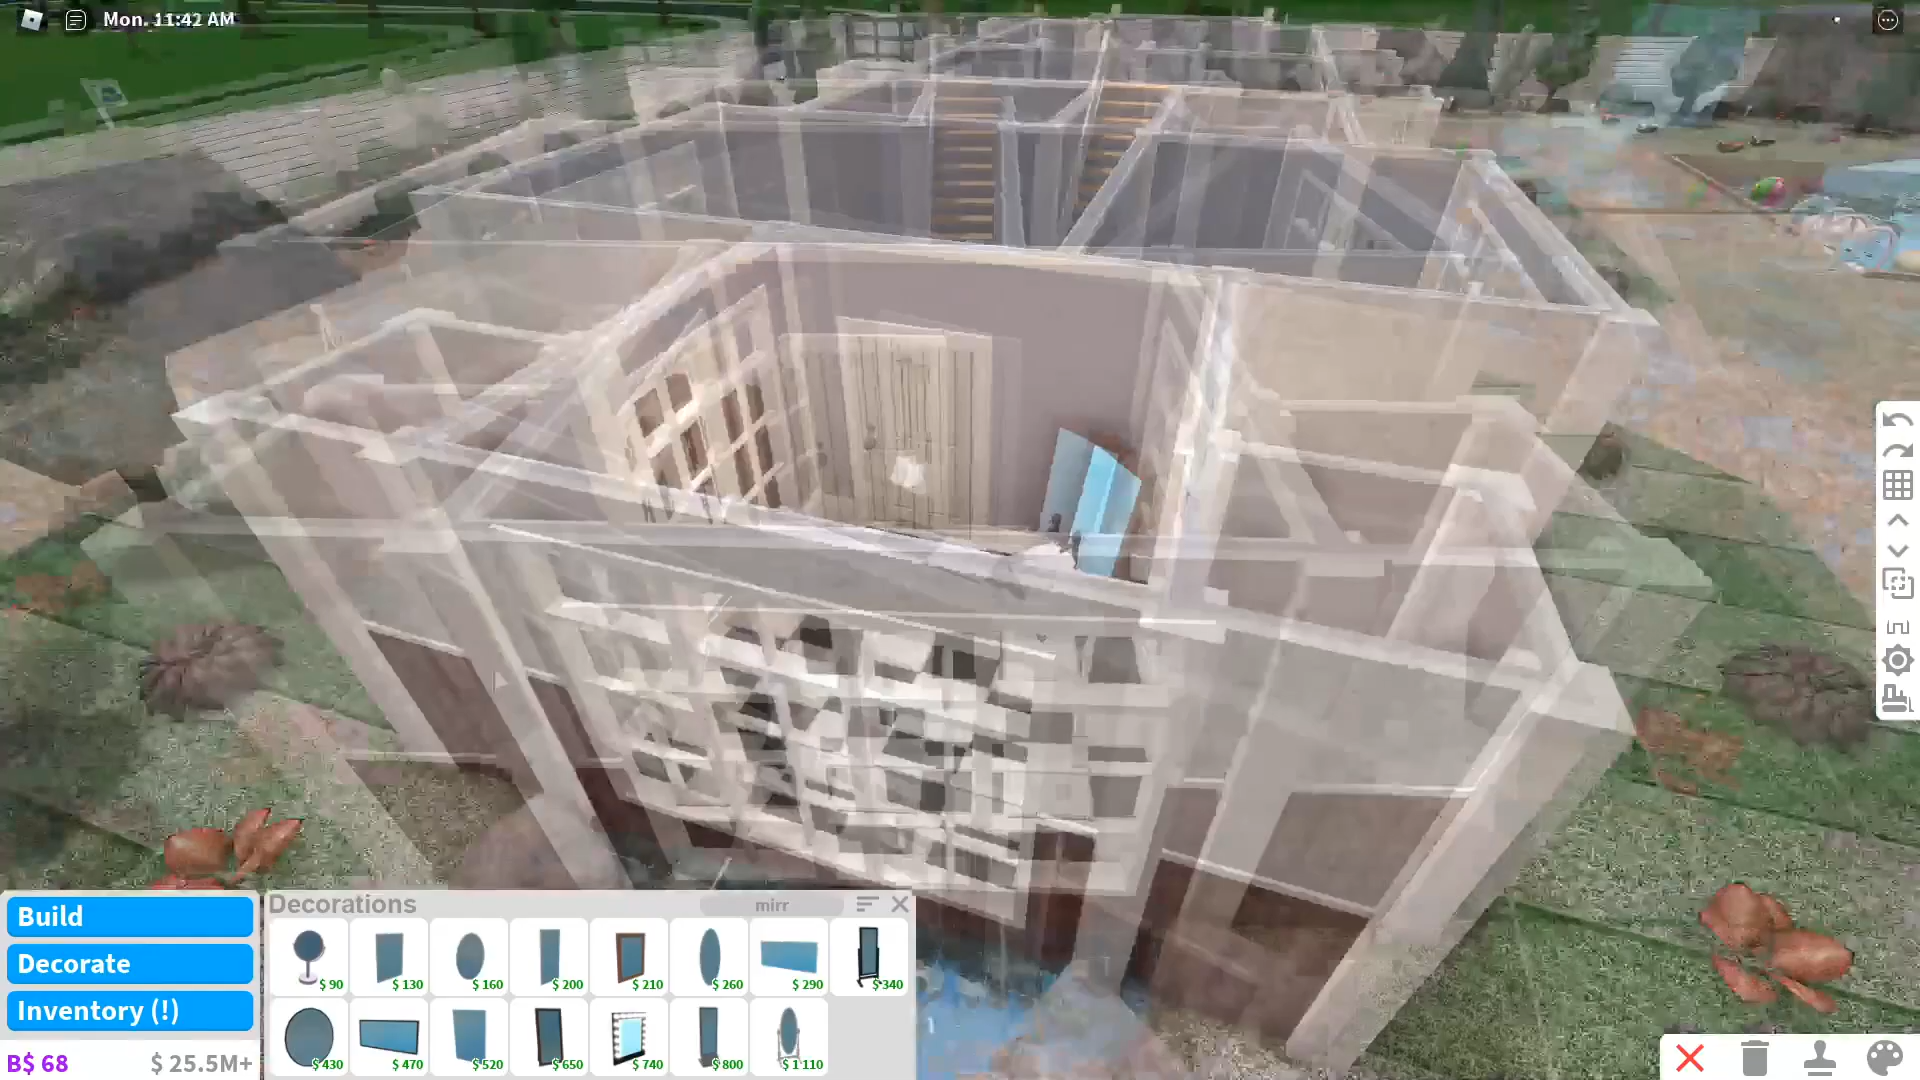 Mon. 11:42 AM
Build
Decorate
Inventory (!)
B$ 68
$ 25.5M+
Decorations
mirr
$ 90
$ 130
$ 160
$ 200
$ 210
$ 260
$ 290
$ 340
$ 430
$ 470
$ 520
$ 650
$ 740
$ 800
$ 1 110